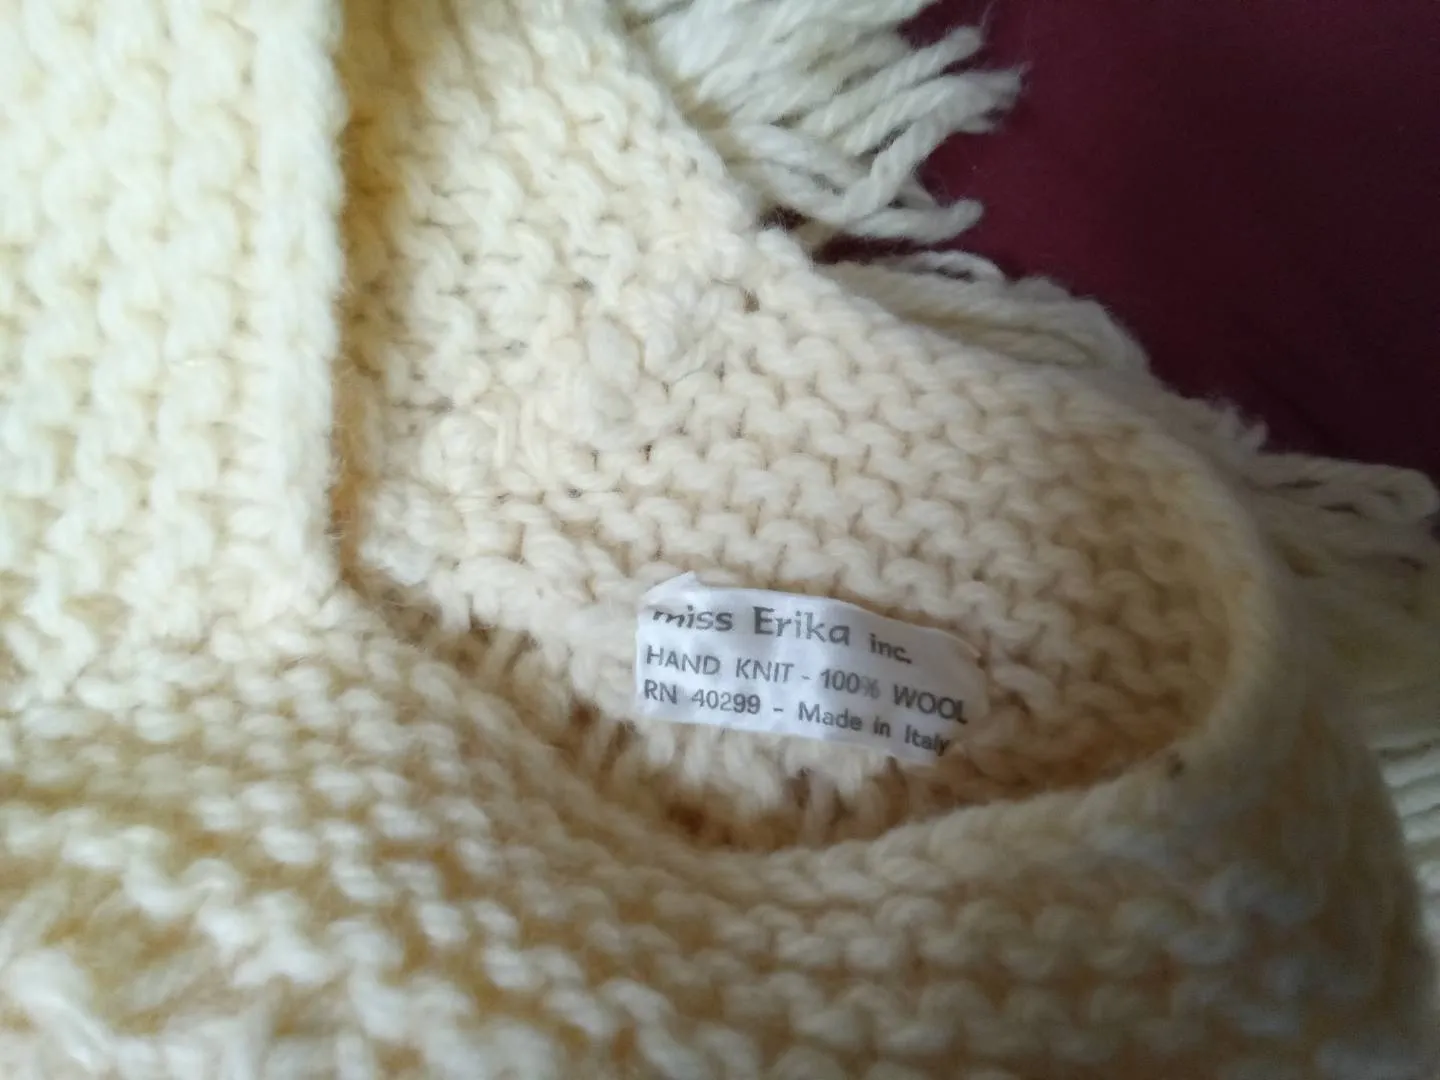 miss Erika inc.
HAND KNIT - 100% WOOL
RN 40299 - Made in Italy